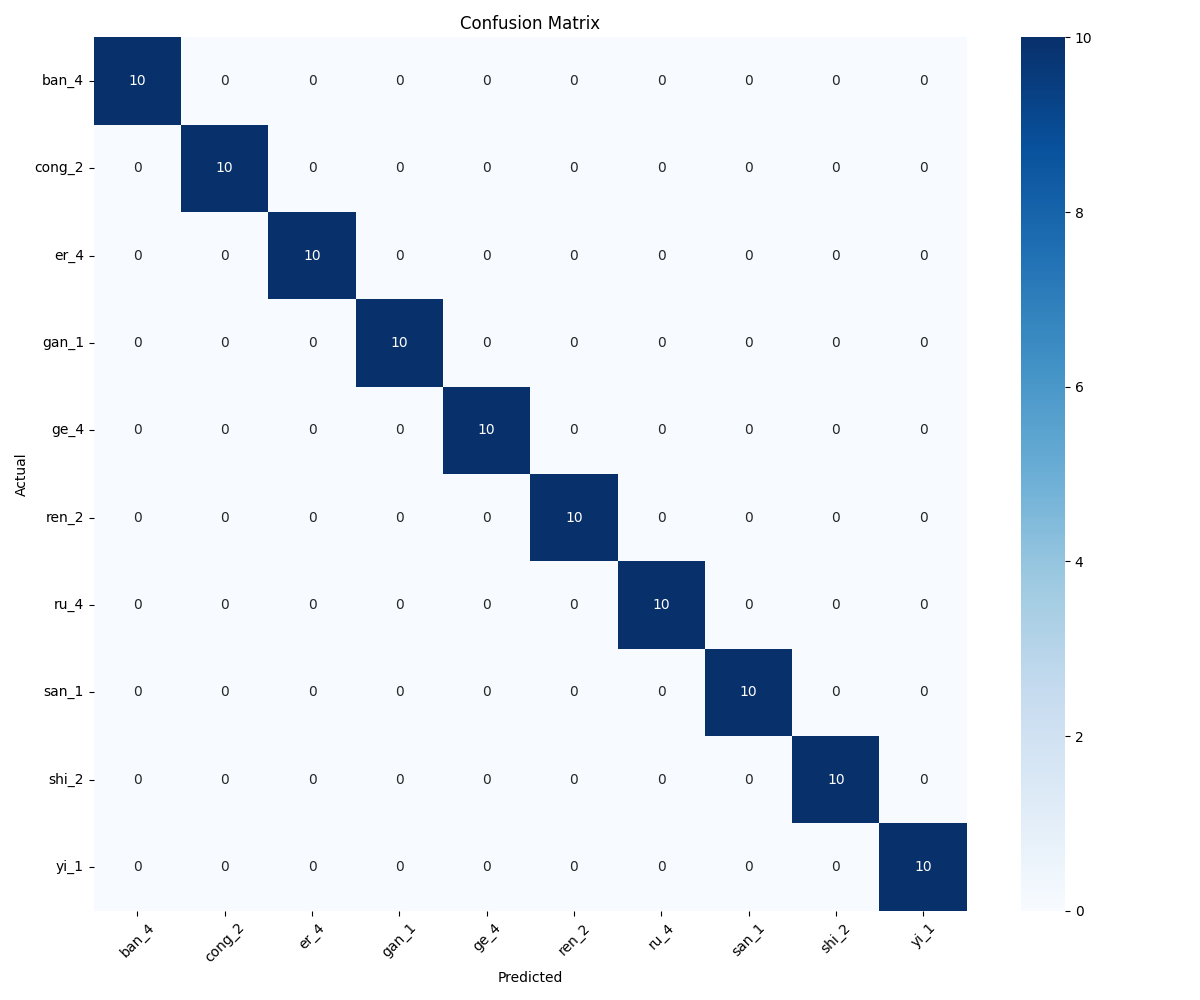 Confusion Matrix
ban_4 10 0 0 0 0 0 0 0 0 0
cong_2 0 10 0 0 0 0 0 0 0 0
er_4 0 0 10 0 0 0 0 0 0 0
gan_1 0 0 0 10 0 0 0 0 0 0
ge_4 0 0 0 0 10 0 0 0 0 0
ren_2 0 0 0 0 0 10 0 0 0 0
ru_4 0 0 0 0 0 0 10 0 0 0
san_1 0 0 0 0 0 0 0 10 0 0
shi_2 0 0 0 0 0 0 0 0 10 0
yi_1 0 0 0 0 0 0 0 0 0 10
ban_4 cong_2 er_4 gan_1 ge_4 ren_2 ru_4 san_1 shi_2 yi_1
Predicted
Actual
10
8
6
4
2
0